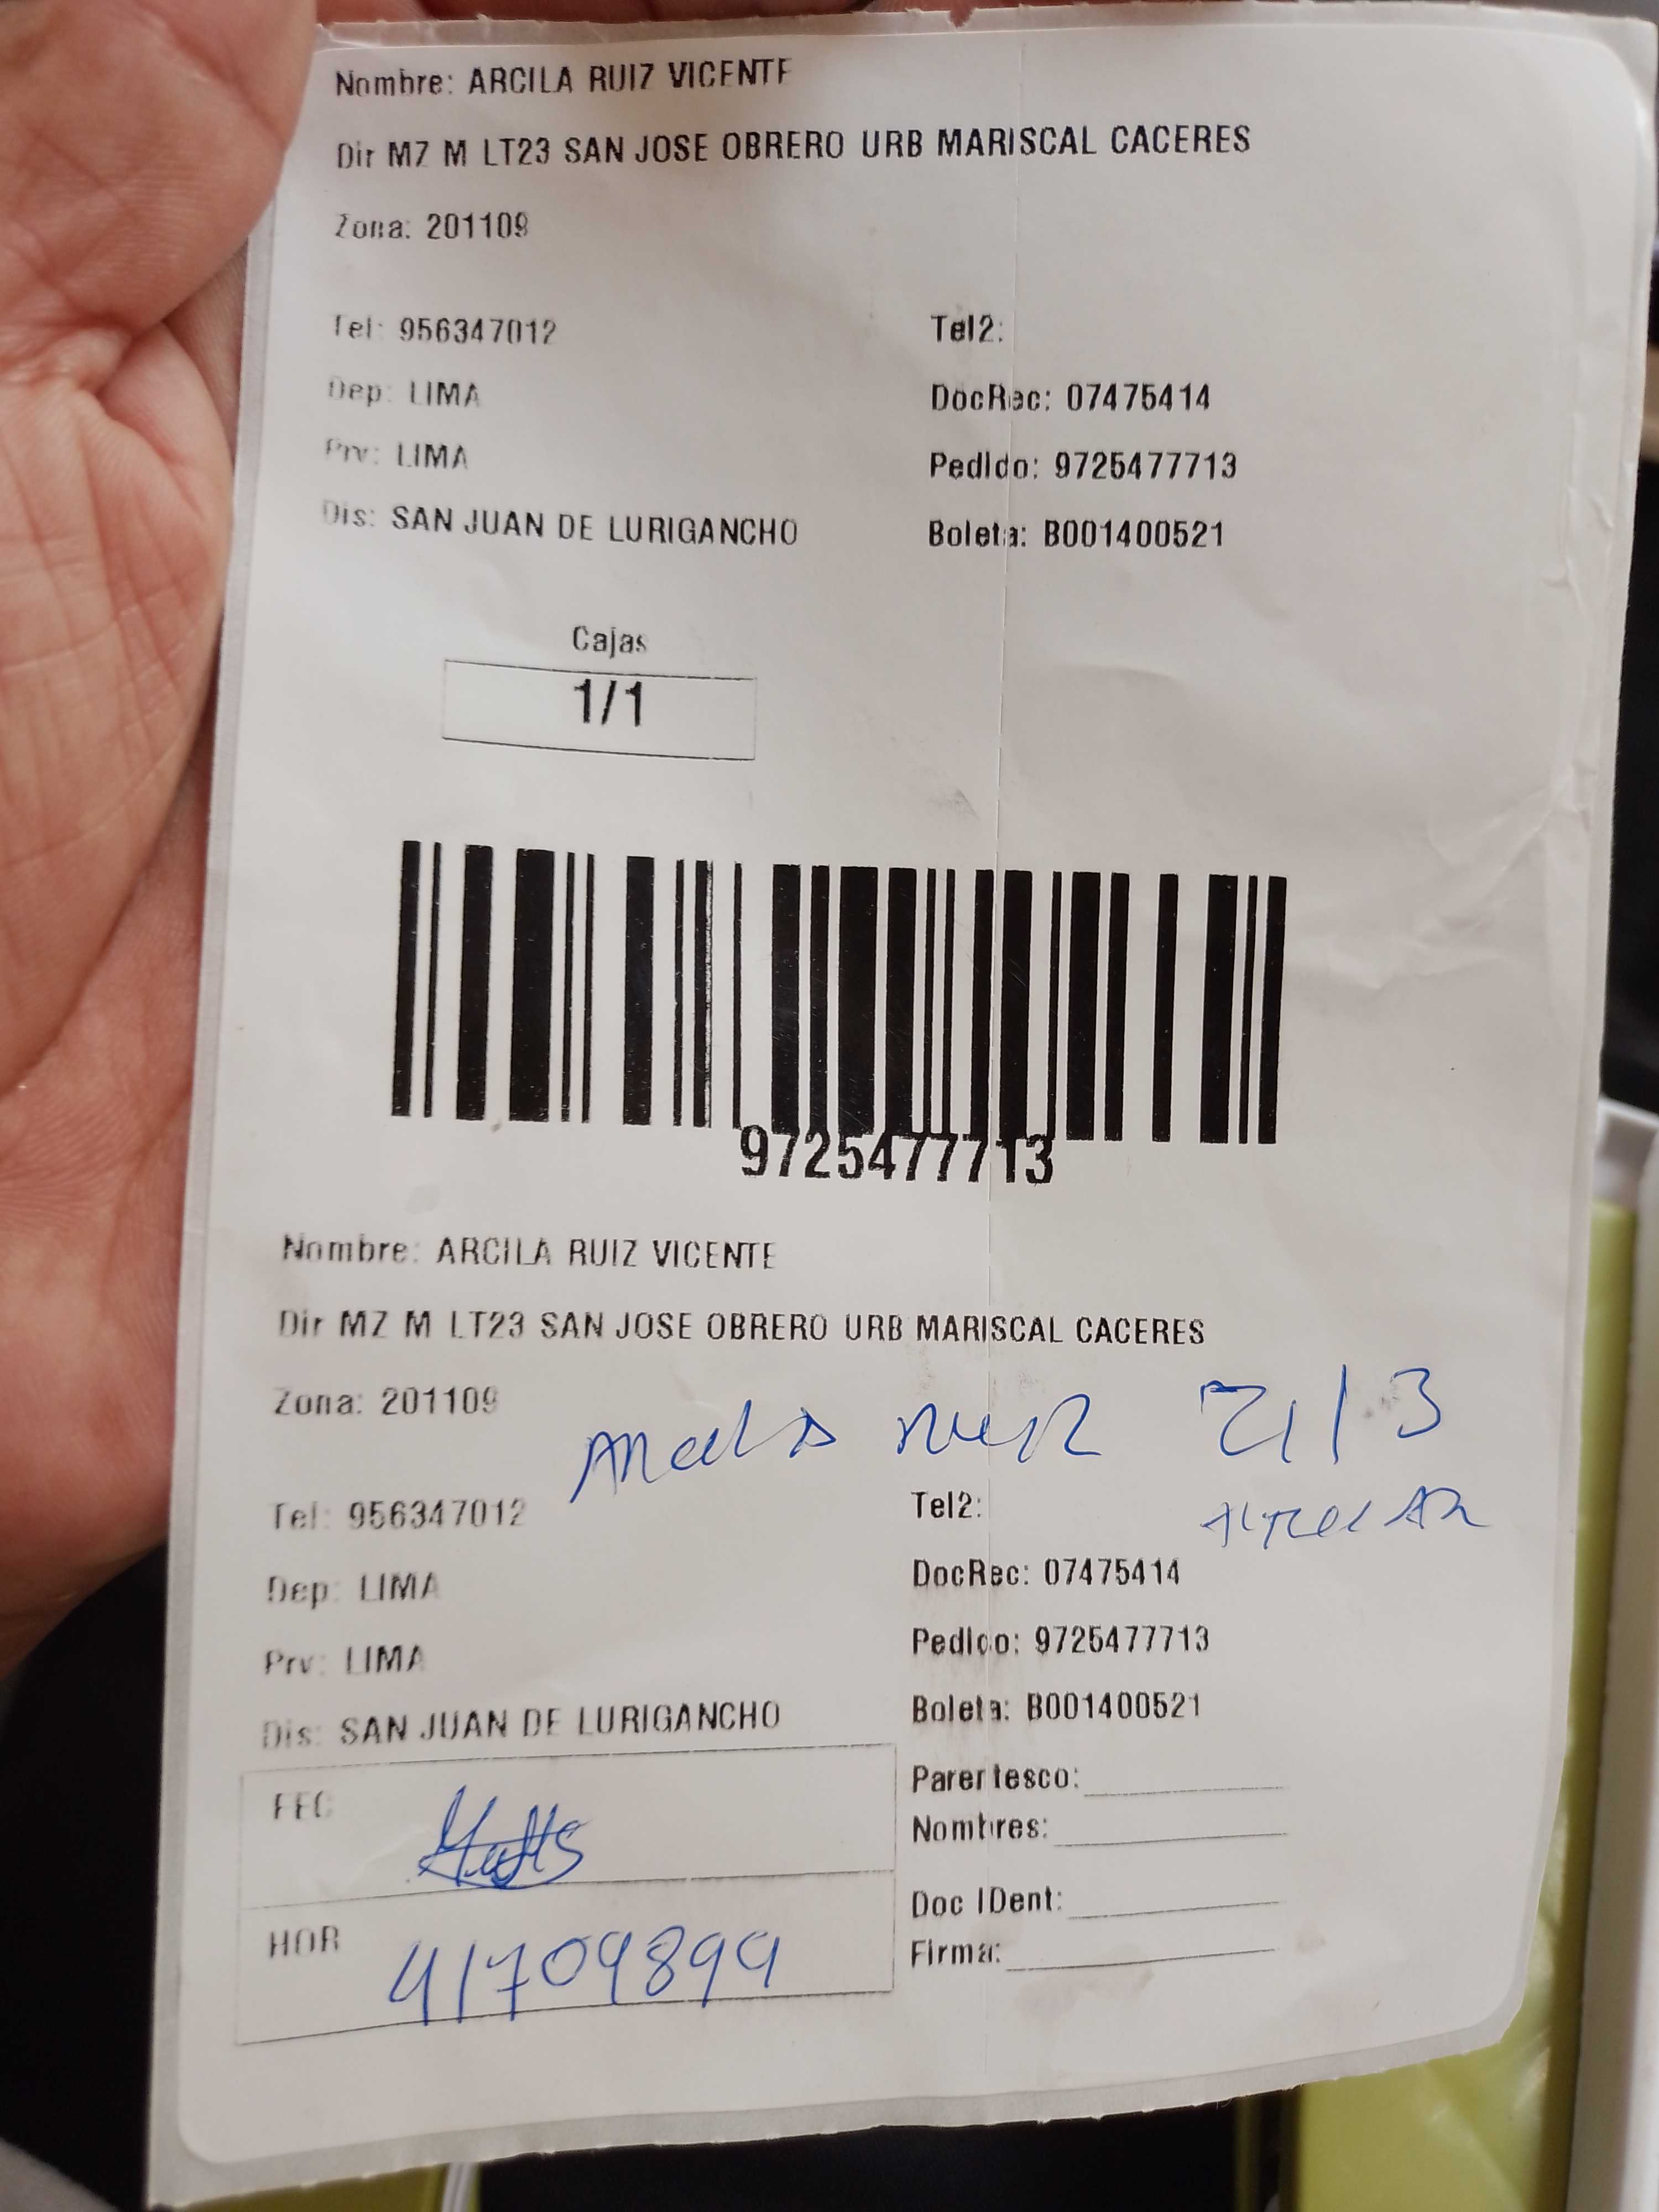 Nombre: ARCILA RUIZ VICENTE
Dir MZ M LT23 SAN JOSE OBRERO URB MARISCAL CACERES
Zona: 201109
Tel: 956347012 Tel2:
Dep: LIMA DocRec: 07475414
Prv: LIMA Pedido: 9725477713
Dis: SAN JUAN DE LURIGANCHO Boleta: B001400521
Cajas
1/1
9725477713
Nombre: ARCILA RUIZ VICENTE
Dir MZ M LT23 SAN JOSE OBRERO URB MARISCAL CACERES
Zona: 201109
21/3
Tel: 956347012 Tel2:
Dep: LIMA DocRec: 07475414
Prv: LIMA Pedido: 9725477713
Dis: SAN JUAN DE LURIGANCHO Boleta: B001400521
FEC Parentesco:
Nombres:
HOR 41709899 Doc IDent:
Firma: